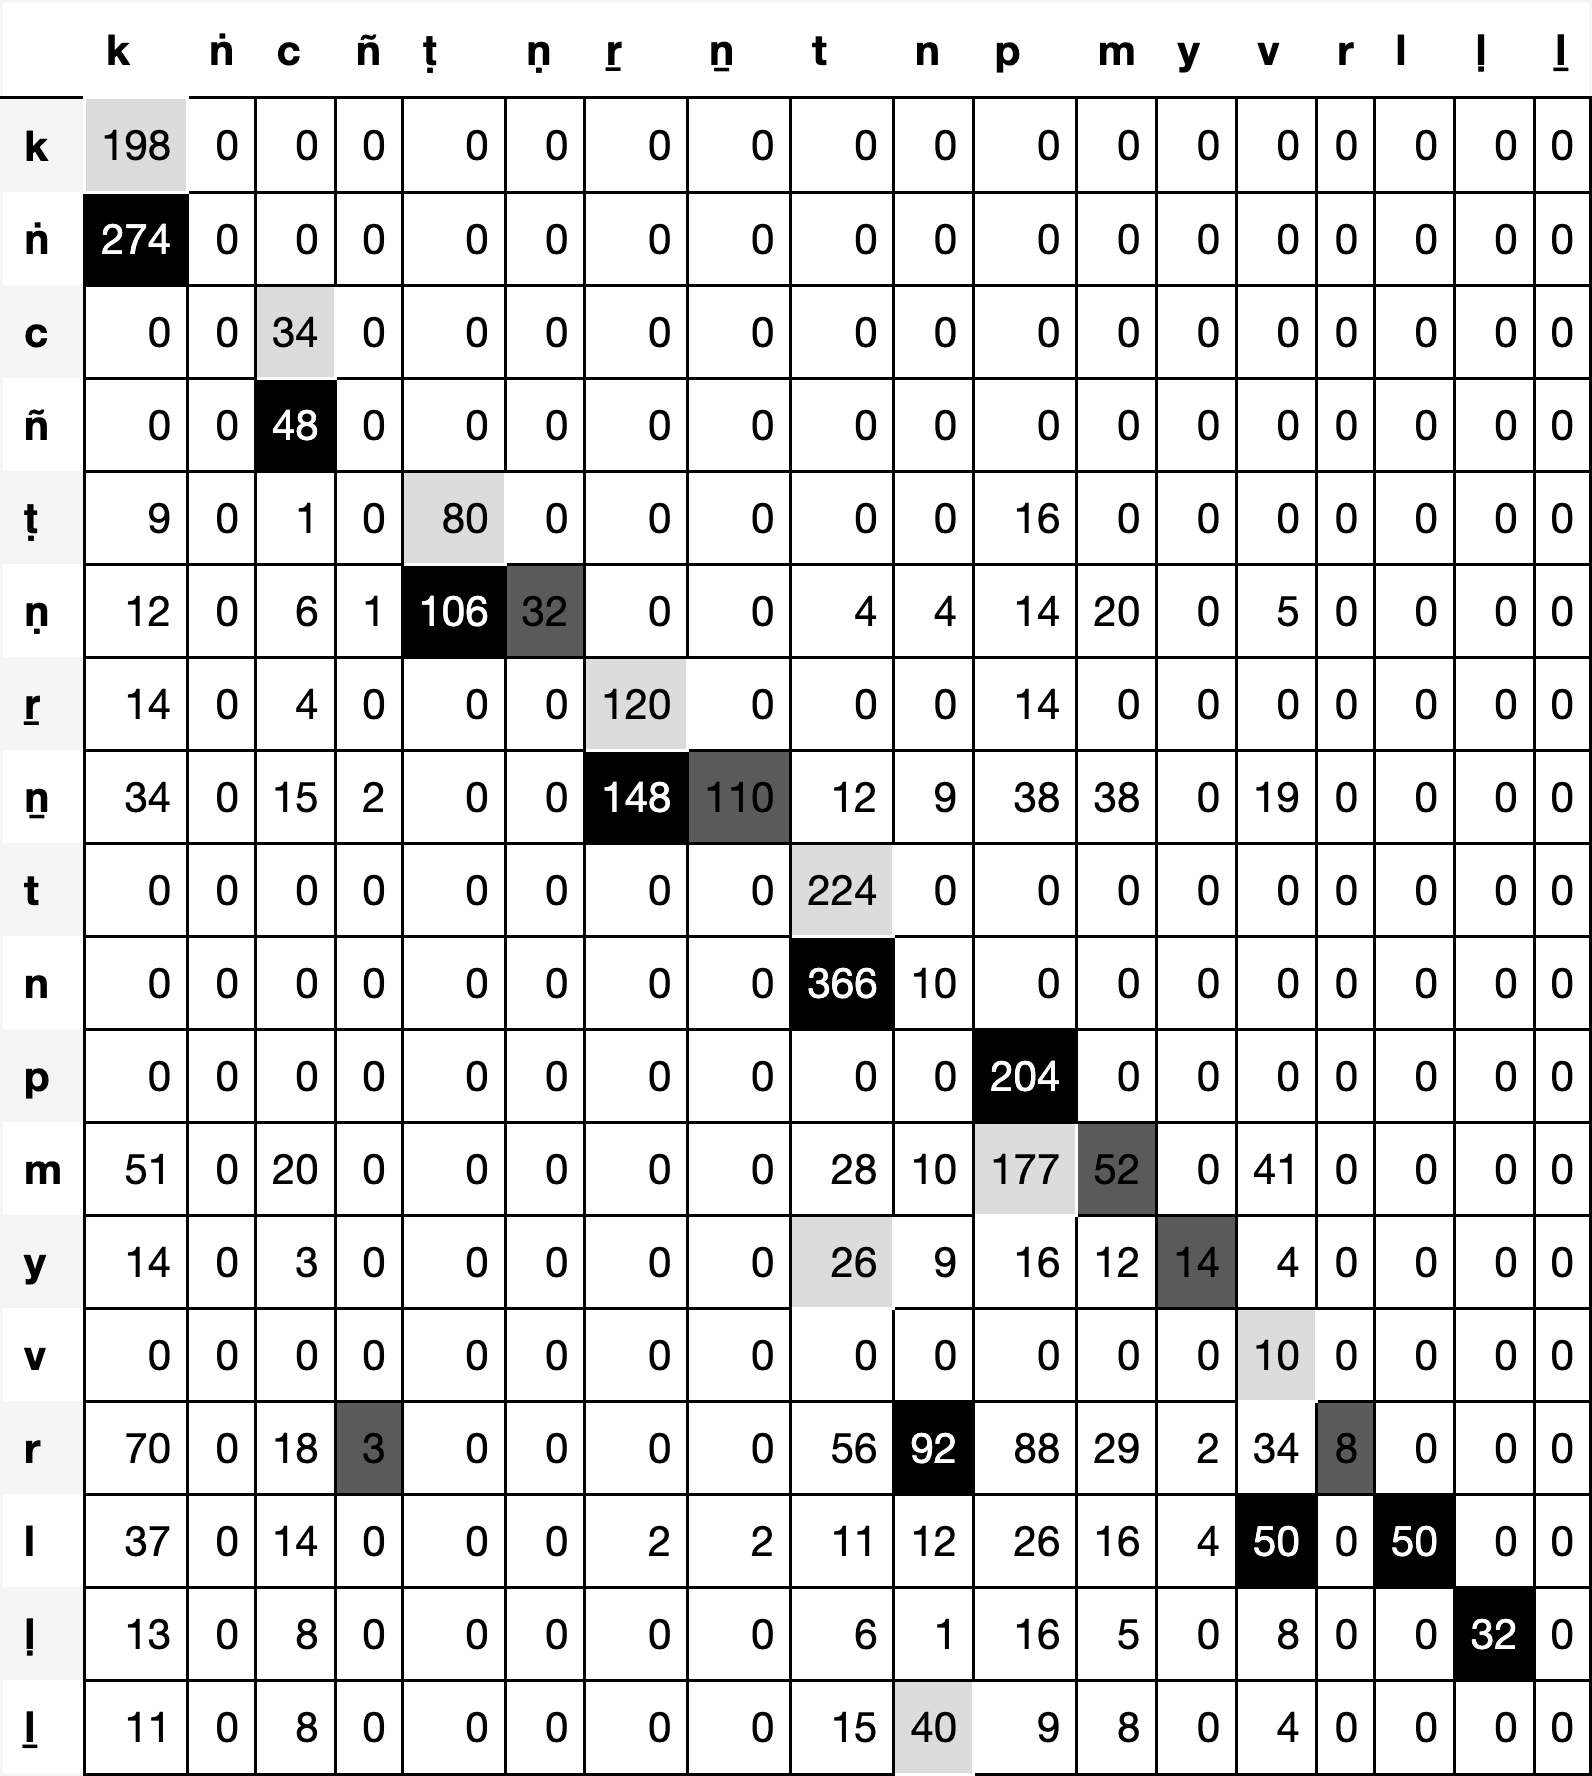 k ṅ c ñ ṭ ṇ ṟ ṉ t n p m y v r l ḷ ḻ
k 198 0 0 0 0 0 0 0 0 0 0 0 0 0 0 0 0 0
ṅ 274 0 0 0 0 0 0 0 0 0 0 0 0 0 0 0 0 0
c 0 0 34 0 0 0 0 0 0 0 0 0 0 0 0 0 0 0
ñ 0 0 48 0 0 0 0 0 0 0 0 0 0 0 0 0 0 0
ṭ 9 0 1 0 80 0 0 0 0 0 16 0 0 0 0 0 0 0
ṇ 12 0 6 1 106 32 0 0 4 4 14 20 0 5 0 0 0 0
ṟ 14 0 4 0 0 0 120 0 0 0 14 0 0 0 0 0 0 0
ṉ 34 0 15 2 0 0 148 110 12 9 38 38 0 19 0 0 0 0
t 0 0 0 0 0 0 0 0 224 0 0 0 0 0 0 0 0 0
n 0 0 0 0 0 0 0 0 366 10 0 0 0 0 0 0 0 0
p 0 0 0 0 0 0 0 0 0 0 204 0 0 0 0 0 0 0
m 51 0 20 0 0 0 0 0 28 10 177 52 0 41 0 0 0 0
y 14 0 3 0 0 0 0 0 26 9 16 12 14 4 0 0 0 0
v 0 0 0 0 0 0 0 0 0 0 0 0 0 10 0 0 0 0
r 70 0 18 3 0 0 0 0 56 92 88 29 2 34 8 0 0 0
l 37 0 14 0 0 0 2 2 11 12 26 16 4 50 0 50 0 0
ḷ 13 0 8 0 0 0 0 0 6 1 16 5 0 8 0 0 32 0
ḻ 11 0 8 0 0 0 0 0 15 40 9 8 0 4 0 0 0 0